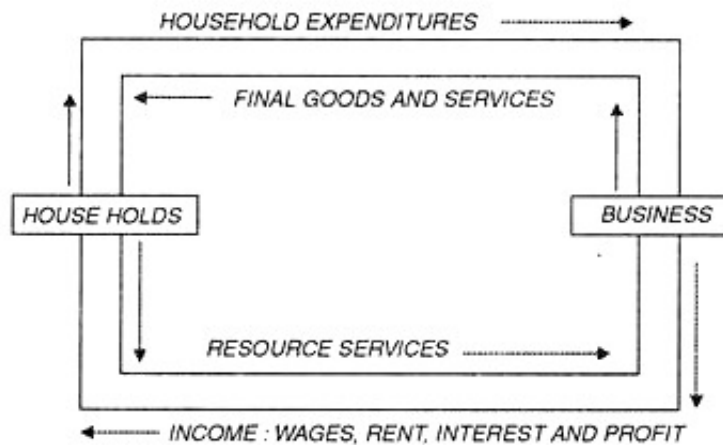 HOUSEHOLD EXPENDITURES
FINAL GOODS AND SERVICES
HOUSE HOLDS
BUSINESS
RESOURCE SERVICES
INCOME : WAGES, RENT, INTEREST AND PROFIT